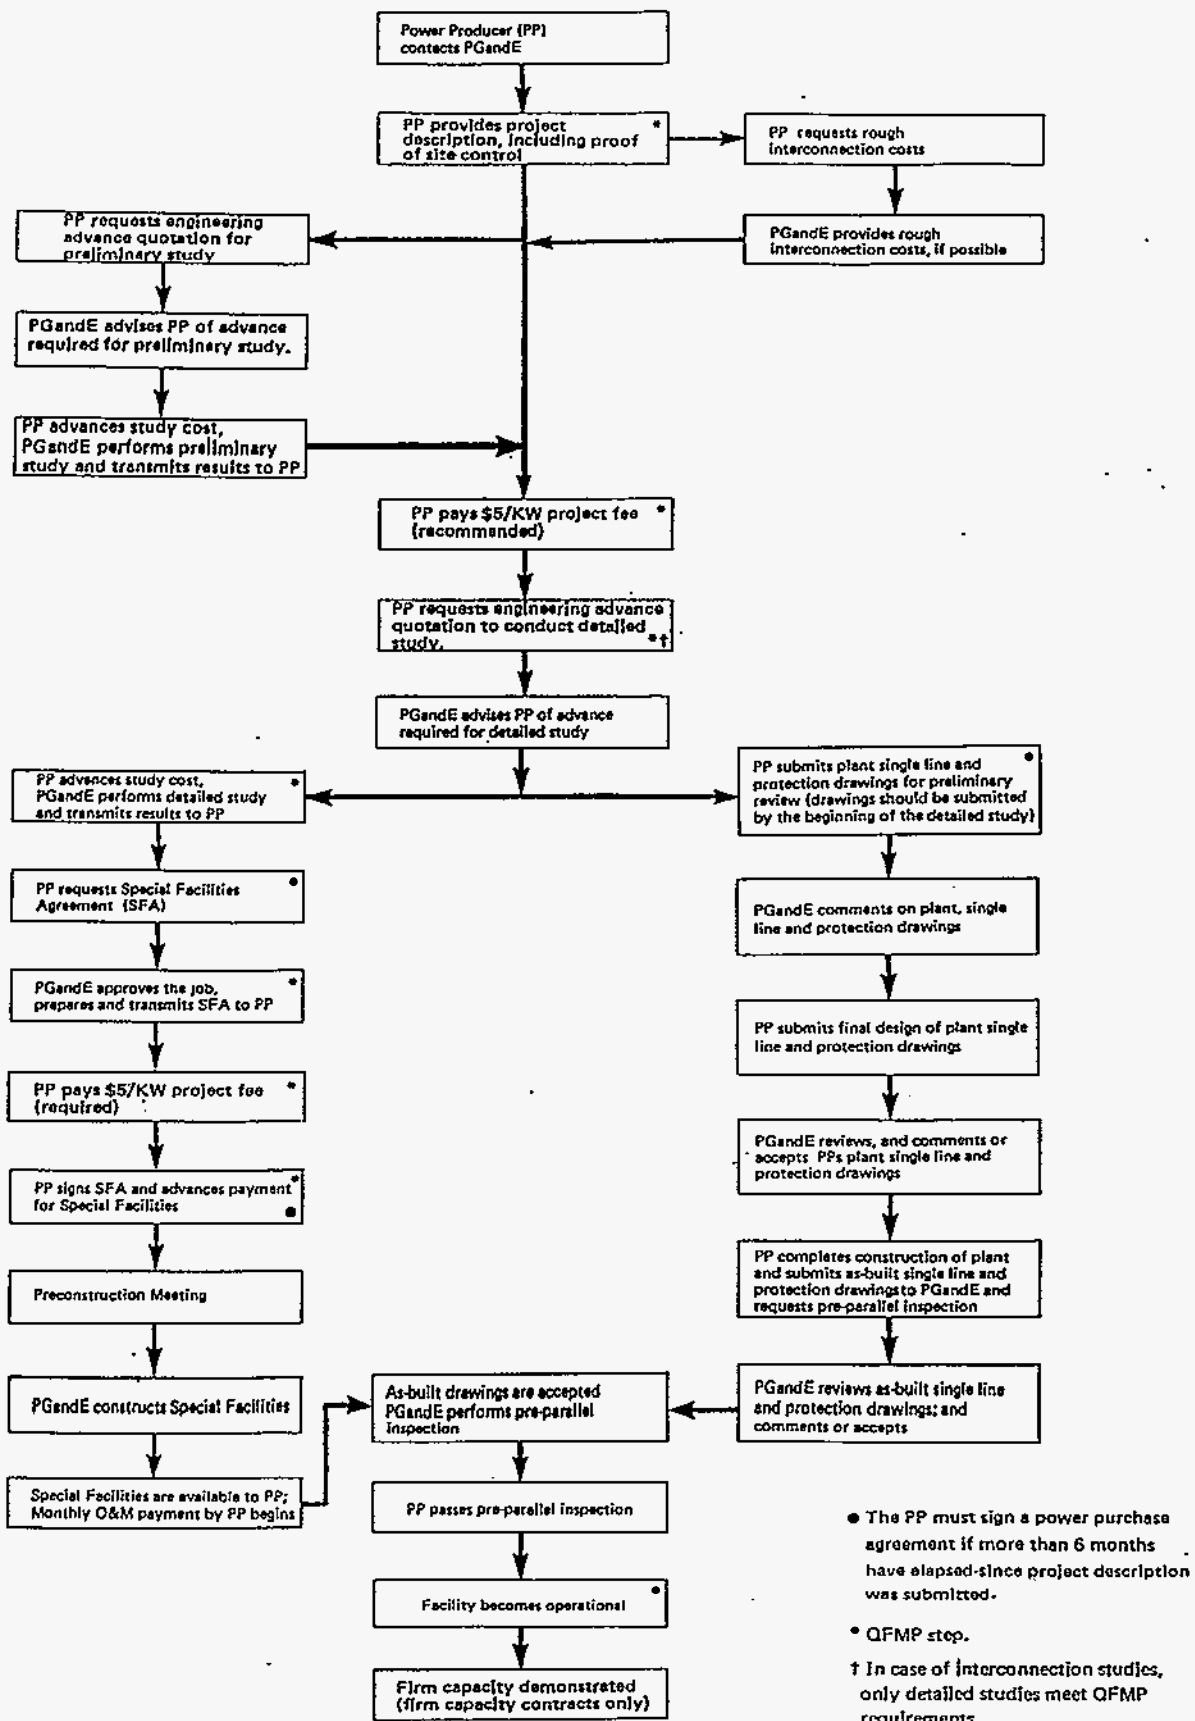 Power Producer (PP)
contacts PGandE
PP provides project *
description, including proof
of site control
PP requests rough
interconnection costs
PGandE provides rough
interconnection costs, if possible
PP requests engineering
advance quotation for
preliminary study
PGandE advises PP of advance
required for preliminary study.
PP advances study cost,
PGandE performs preliminary
study and transmits results to PP
PP pays $5/KW project fee *
(recommended)
PP requests engineering advance
quotation to conduct detailed
study. *†
PGandE advises PP of advance
required for detailed study
PP advances study cost, *
PGandE performs detailed study
and transmits results to PP
PP requests Special Facilities *
Agreement (SFA)
PGandE approves the job, *
prepares and transmits SFA to PP
PP pays $5/KW project fee *
(required)
PP signs SFA and advances payment *
for Special Facilities ●
Preconstruction Meeting
PGandE constructs Special Facilities
Special Facilities are available to PP;
Monthly O&M payment by PP begins
PP submits plant single line and *
protection drawings for preliminary
review (drawings should be submitted
by the beginning of the detailed study)
PGandE comments on plant, single
line and protection drawings
PP submits final design of plant single
line and protection drawings
PGandE reviews, and comments or
accepts PPs plant single line and
protection drawings
PP completes construction of plant
and submits as-built single line and
protection drawings to PGandE and
requests pre-parallel inspection
PGandE reviews as-built single line
and protection drawings; and
comments or accepts
As-built drawings are accepted
PGandE performs pre-parallel
inspection
PP passes pre-parallel inspection
Facility becomes operational *
Firm capacity demonstrated
(firm capacity contracts only)
● The PP must sign a power purchase
agreement if more than 6 months
have elapsed-since project description
was submitted.
* QFMP step.
† In case of interconnection studies,
only detailed studies meet QFMP
requirements